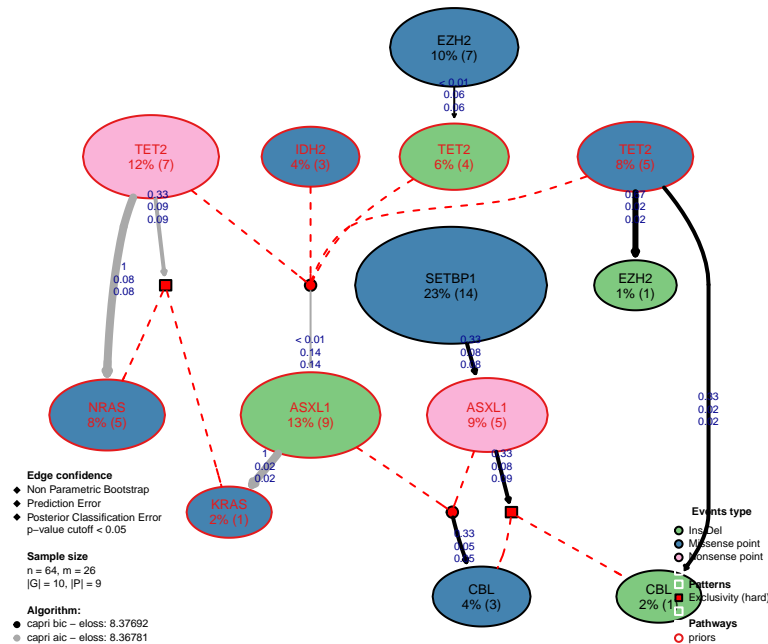 EZH2
10% (7)
< 0.01
0.06
0.06
TET2
12% (7)
IDH2
4% (3)
TET2
6% (4)
TET2
8% (5)
0.33
0.09
0.09
0.02
0.02
1
0.08
0.08
SETBP1
23% (14)
EZH2
1% (1)
< 0.01
0.14
0.14
0.33
0.08
0.08
0.33
0.02
0.02
NRAS
8% (5)
ASXL1
13% (9)
ASXL1
9% (5)
1
0.02
0.02
0.33
0.08
0.09
KRAS
2% (1)
0.33
0.05
CBL
4% (3)
CBL
2% (1)
Edge confidence
Non Parametric Bootstrap
Prediction Error
Posterior Classification Error
p−value cutoff < 0.05
Sample size
n = 64, m = 26
|G| = 10, |P| = 9
Algorithm:
capri bic − eloss: 8.37692
capri aic − eloss: 8.36781
Events type
Ins/Del
Missense point
Nonsense point
Patterns
Exclusivity (hard)
Pathways
priors